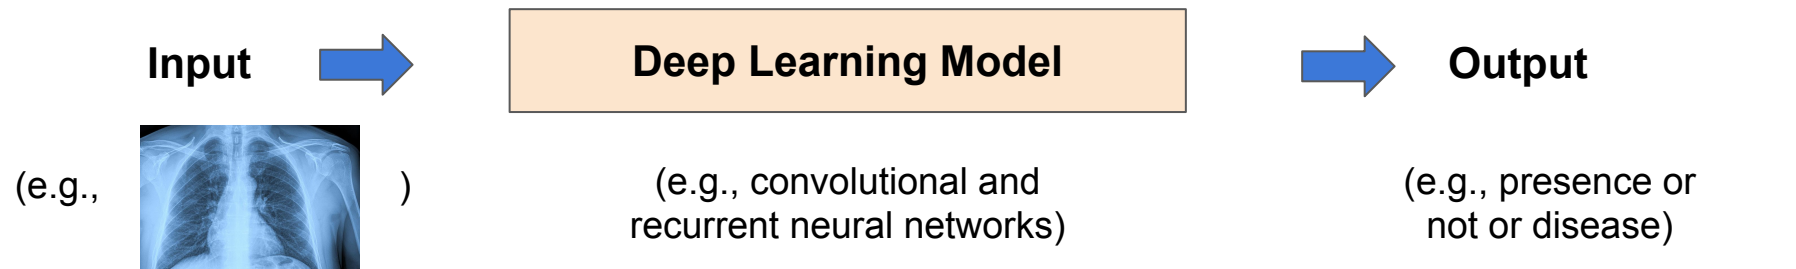 Input
Deep Learning Model
Output
(e.g., )
(e.g., convolutional and
recurrent neural networks)
(e.g., presence or
not or disease)